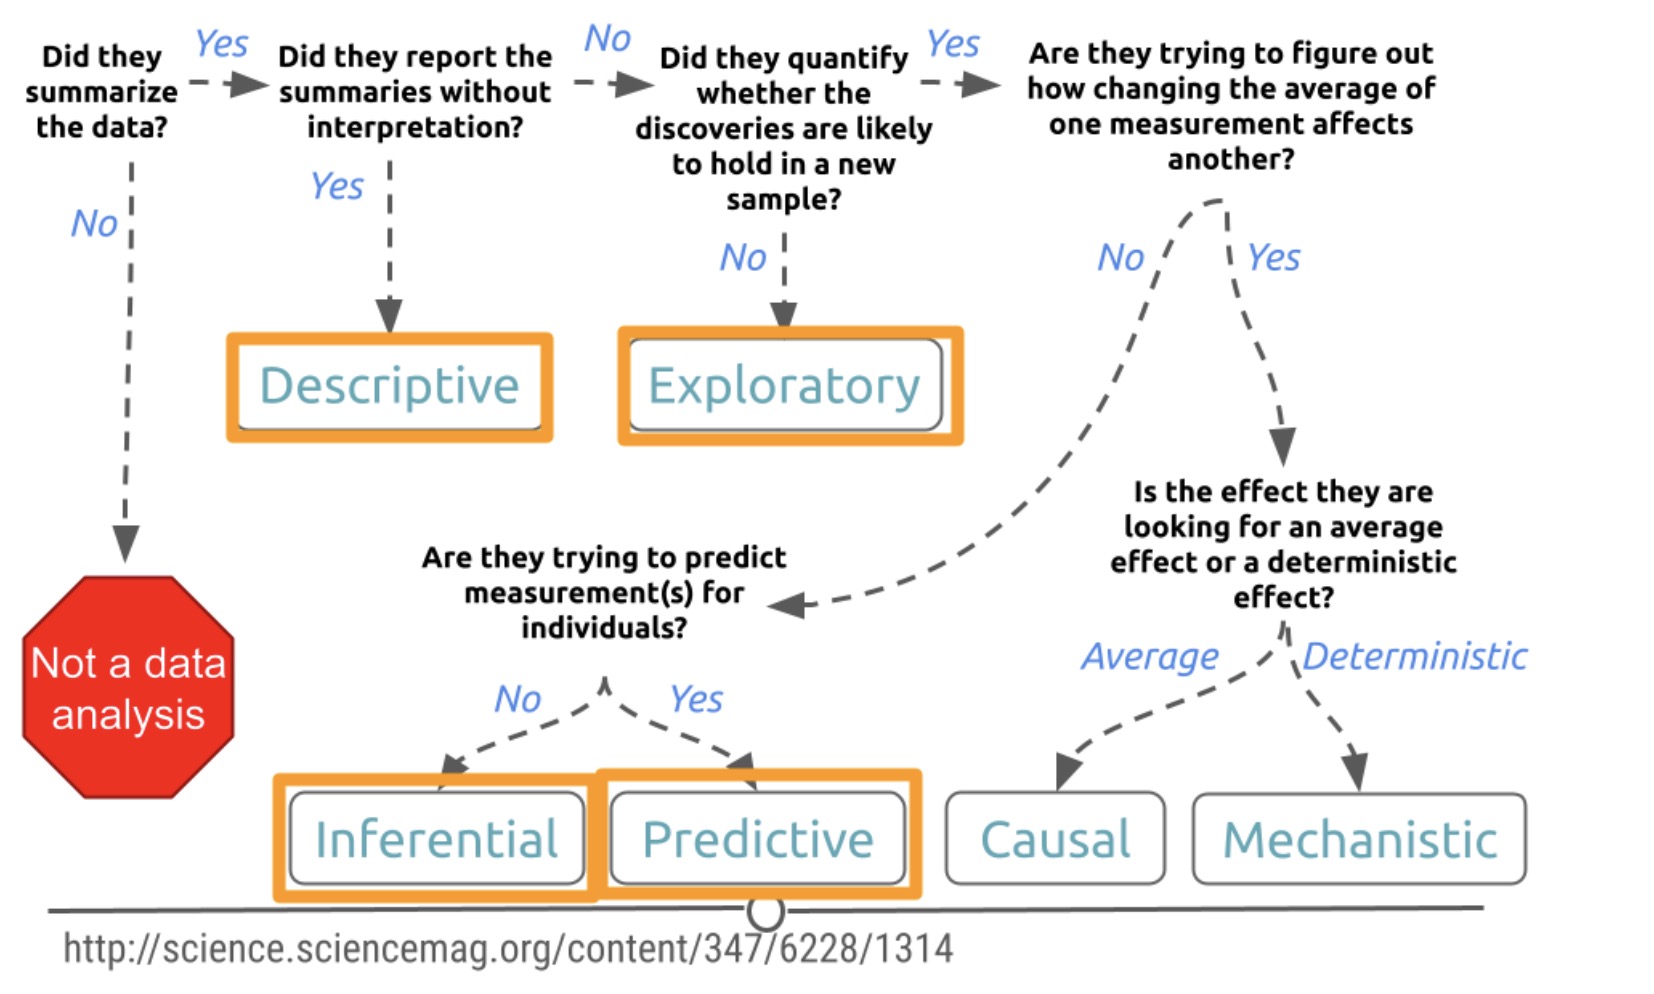 Did they
summarize
the data?
Yes
Did they report the
summaries without
interpretation?
No
Did they quantify
whether the
discoveries are likely
to hold in a new
sample?
Yes
Are they trying to figure out
how changing the average of
one measurement affects
another?
No
Yes
No
No
Yes
Descriptive
Exploratory
Is the effect they are
looking for an average
effect or a deterministic
effect?
Are they trying to predict
measurement(s) for
individuals?
Not a data
analysis
No
Yes
Average
Deterministic
Inferential
Predictive
Causal
Mechanistic
http://science.sciencemag.org/content/347/6228/1314